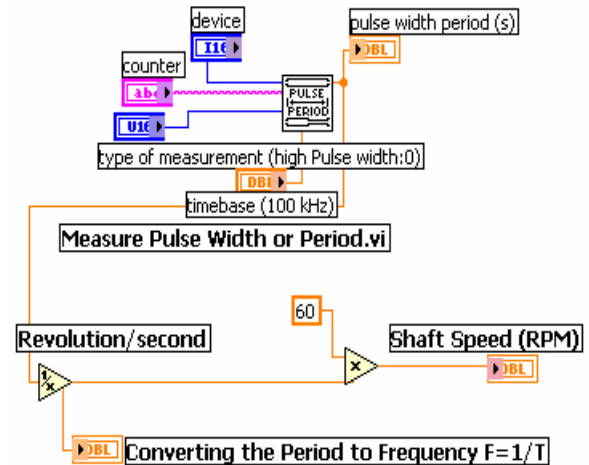 device
pulse width period (s)
I16
DBL
counter
abc
PULSE
PERIOD
U16
type of measurement (high Pulse width:0)
DBL
timebase (100 kHz)
Measure Pulse Width or Period.vi
60
Revolution/second
Shaft Speed (RPM)
1/x
x
DBL
DBL
Converting the Period to Frequency F=1/T